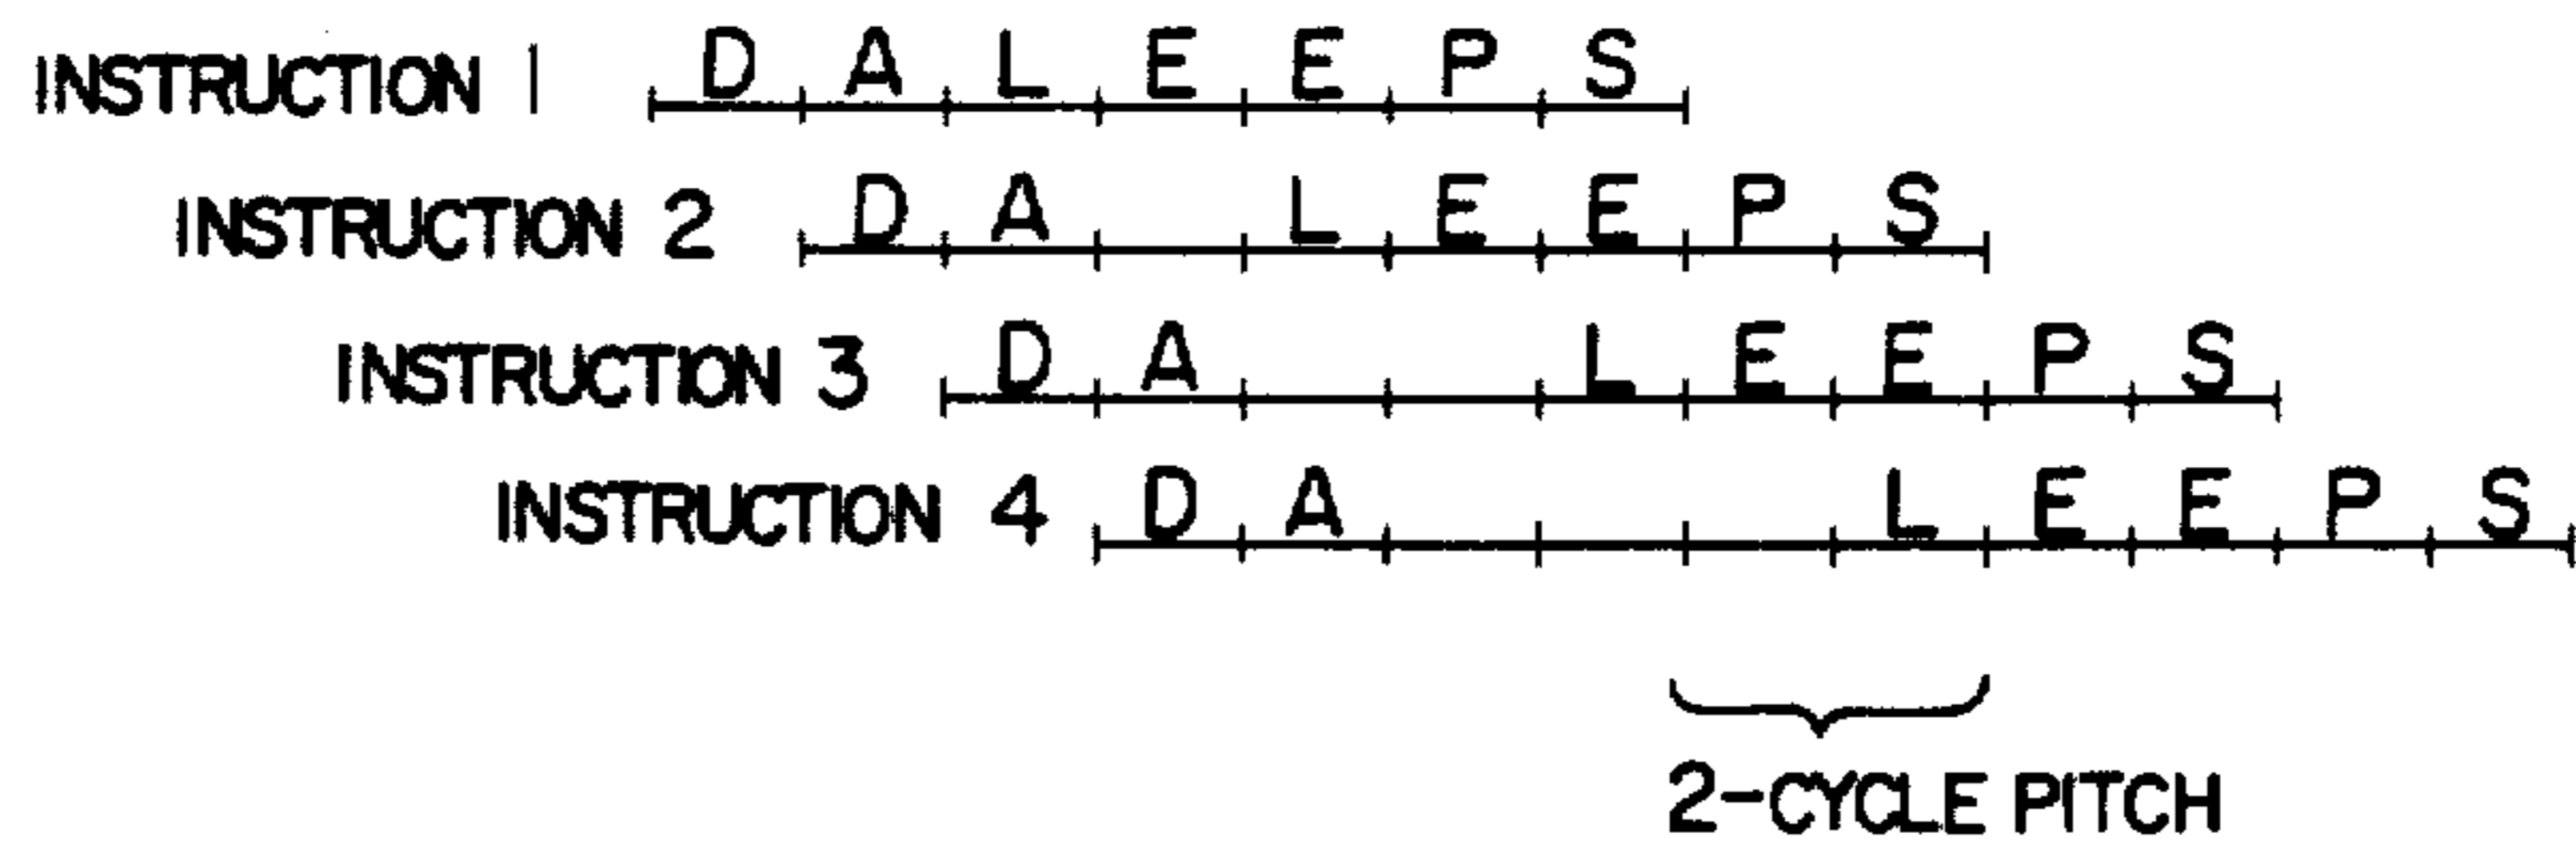 INSTRUCTION 1 D A L E E P S
INSTRUCTION 2 D A L E E P S
INSTRUCTION 3 D A L E E P S
INSTRUCTION 4 D A L E E P S
2-CYCLE PITCH